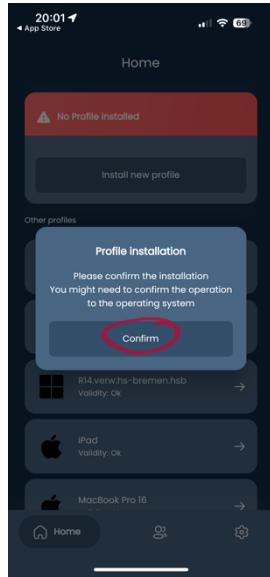 20:01
69
App Store
Home
No Profile installed
Install new profile
Other profiles
Profile installation
Please confirm the installation
You might need to confirm the operation
to the operating system
Confirm
R14.verw.hs-bremen.hsb
Validity: Ok
iPad
Validity: Ok
MacBook Pro 16
Home